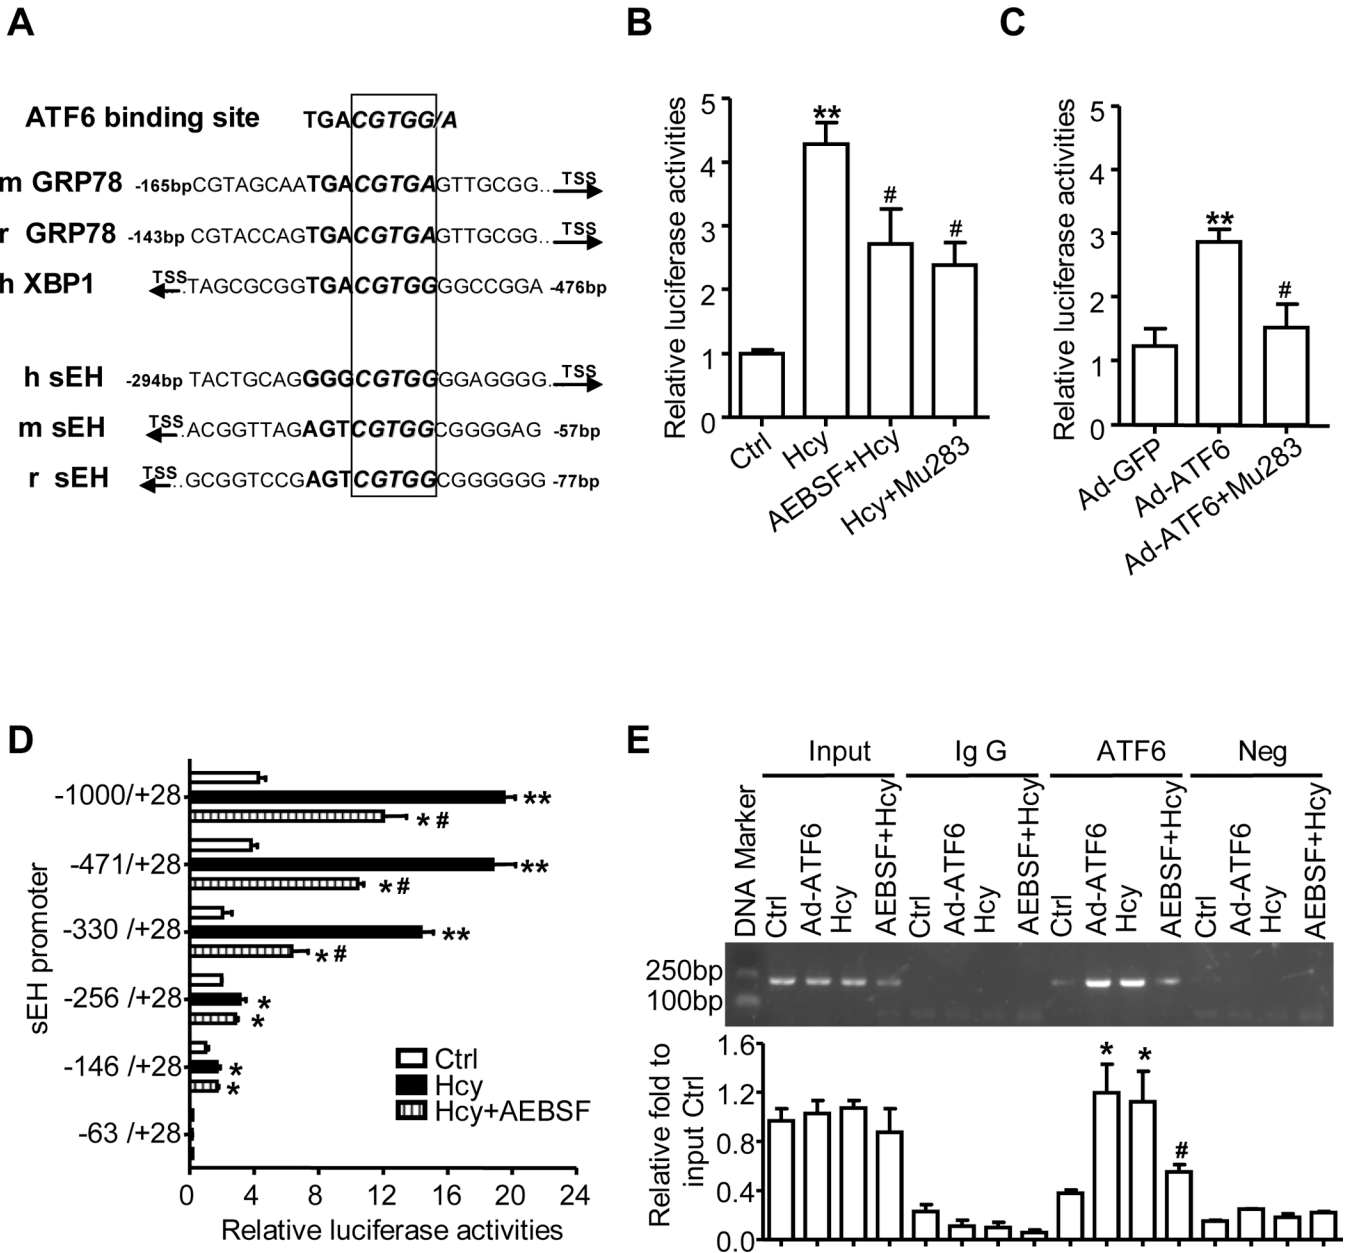 A
ATF6 binding site TGACGTGG/A
m GRP78 -165bpCGTAGCAATGACGTGAGTTGCGG.. TSS
r GRP78 -143bp CGTACCAGTGACGTGAGTTGCGG.. TSS
h XBP1 TSS.TAGCGCGGTGACGTGGGGCCGGA -476bp
h sEH -294bp TACTGCAGGGGCGTGGGGAGGGG. TSS
m sEH TSS.ACGGTTAGAGTCGTGGCGGGGAG -57bp
r sEH TSS..GCGGTCCGAGTCGTGGCGGGGGG -77bp
B
Relative luciferase activities
5
4
3
2
1
0
**
#
#
Ctrl
Hcy
AEBSF+Hcy
Hcy+Mu283
C
Relative luciferase activities
5
4
3
2
1
0
**
#
Ad-GFP
Ad-ATF6
Ad-ATF6+Mu283
D
sEH promoter
-1000/+28
**
* #
-471/+28
**
* #
-330 /+28
**
* #
-256 /+28
*
*
-146 /+28
*
*
-63 /+28
Ctrl
Hcy
Hcy+AEBSF
0 4 8 12 16 20 24
Relative luciferase activities
E
Input Ig G ATF6 Neg
DNA Marker
Ctrl
Ad-ATF6
Hcy
AEBSF+Hcy
Ctrl
Ad-ATF6
Hcy
AEBSF+Hcy
Ctrl
Ad-ATF6
Hcy
AEBSF+Hcy
Ctrl
Ad-ATF6
Hcy
AEBSF+Hcy
250bp
100bp
Relative fold to
input Ctrl
1.6
1.2
0.8
0.4
0.0
* *
#